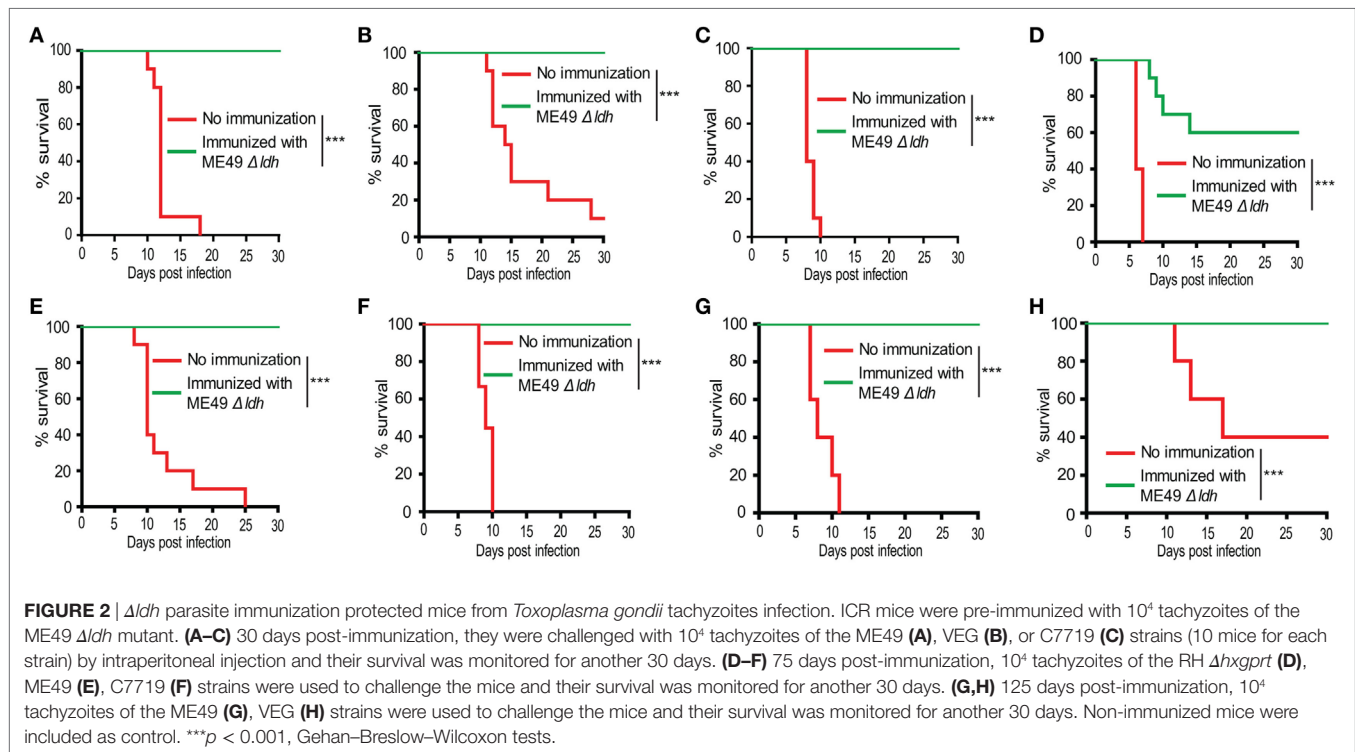 A
% survival
100
80
60
40
20
0
0 5 10 15 20 25 30
Days post infection
No immunization
Immunized with
ME49 Δldh
***
B
% survival
100
80
60
40
20
0
0 5 10 15 20 25 30
Days post infection
No immunization
Immunized with
ME49 Δldh
***
C
% survival
100
80
60
40
20
0
0 5 10 15 20 25 30
Days post infection
No immunization
Immunized with
ME49 Δldh
***
D
% survival
100
80
60
40
20
0
0 5 10 15 20 25 30
Days post infection
No immunization
Immunized with
ME49 Δldh
***
E
% survival
100
80
60
40
20
0
0 5 10 15 20 25 30
Days post infection
No immunization
Immunized with
ME49 Δldh
***
F
% survival
100
80
60
40
20
0
0 5 10 15 20 25 30
Days post infection
No immunization
Immunized with
ME49 Δldh
***
G
% survival
100
80
60
40
20
0
0 5 10 15 20 25 30
Days post infection
No immunization
Immunized with
ME49 Δldh
***
H
% survival
100
80
60
40
20
0
0 5 10 15 20 25 30
Days post infection
No immunization
Immunized with
ME49 Δldh
***
FIGURE 2 | Δldh parasite immunization protected mice from Toxoplasma gondii tachyzoites infection. ICR mice were pre-immunized with 10⁴ tachyzoites of the
ME49 Δldh mutant. (A–C) 30 days post-immunization, they were challenged with 10⁴ tachyzoites of the ME49 (A), VEG (B), or C7719 (C) strains (10 mice for each
strain) by intraperitoneal injection and their survival was monitored for another 30 days. (D–F) 75 days post-immunization, 10⁴ tachyzoites of the RH Δhxgprt (D),
ME49 (E), C7719 (F) strains were used to challenge the mice and their survival was monitored for another 30 days. (G,H) 125 days post-immunization, 10⁴
tachyzoites of the ME49 (G), VEG (H) strains were used to challenge the mice and their survival was monitored for another 30 days. Non-immunized mice were
included as control. ***p < 0.001, Gehan–Breslow–Wilcoxon tests.